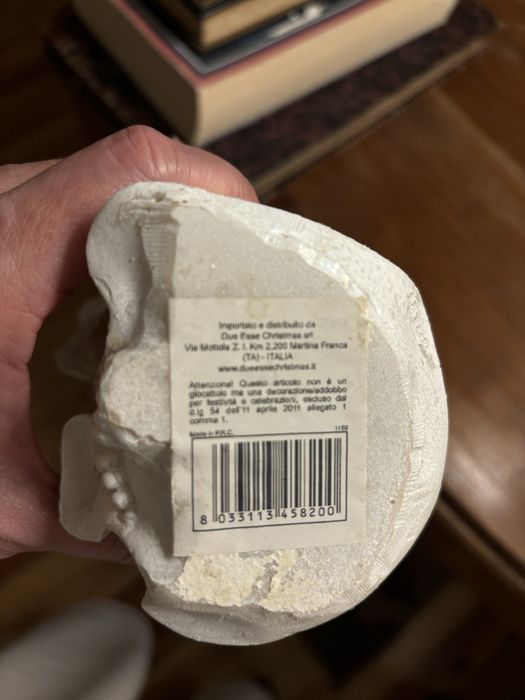 Importato e distribuito da
Due Esse Christmas srl
Via Mottola Z. I. Km 2,200 Martina Franca
(TA) - ITALIA
www.dueessechristmas.it
Attenzione! Questo articolo non è un
giocattolo ma una decorazione/addobbo
per festività e celebrazioni, escluso dal
d.lg 54 dell'11 aprile 2011 allegato 1
comma 1.
Made in P.R.C.
8 033113 458200